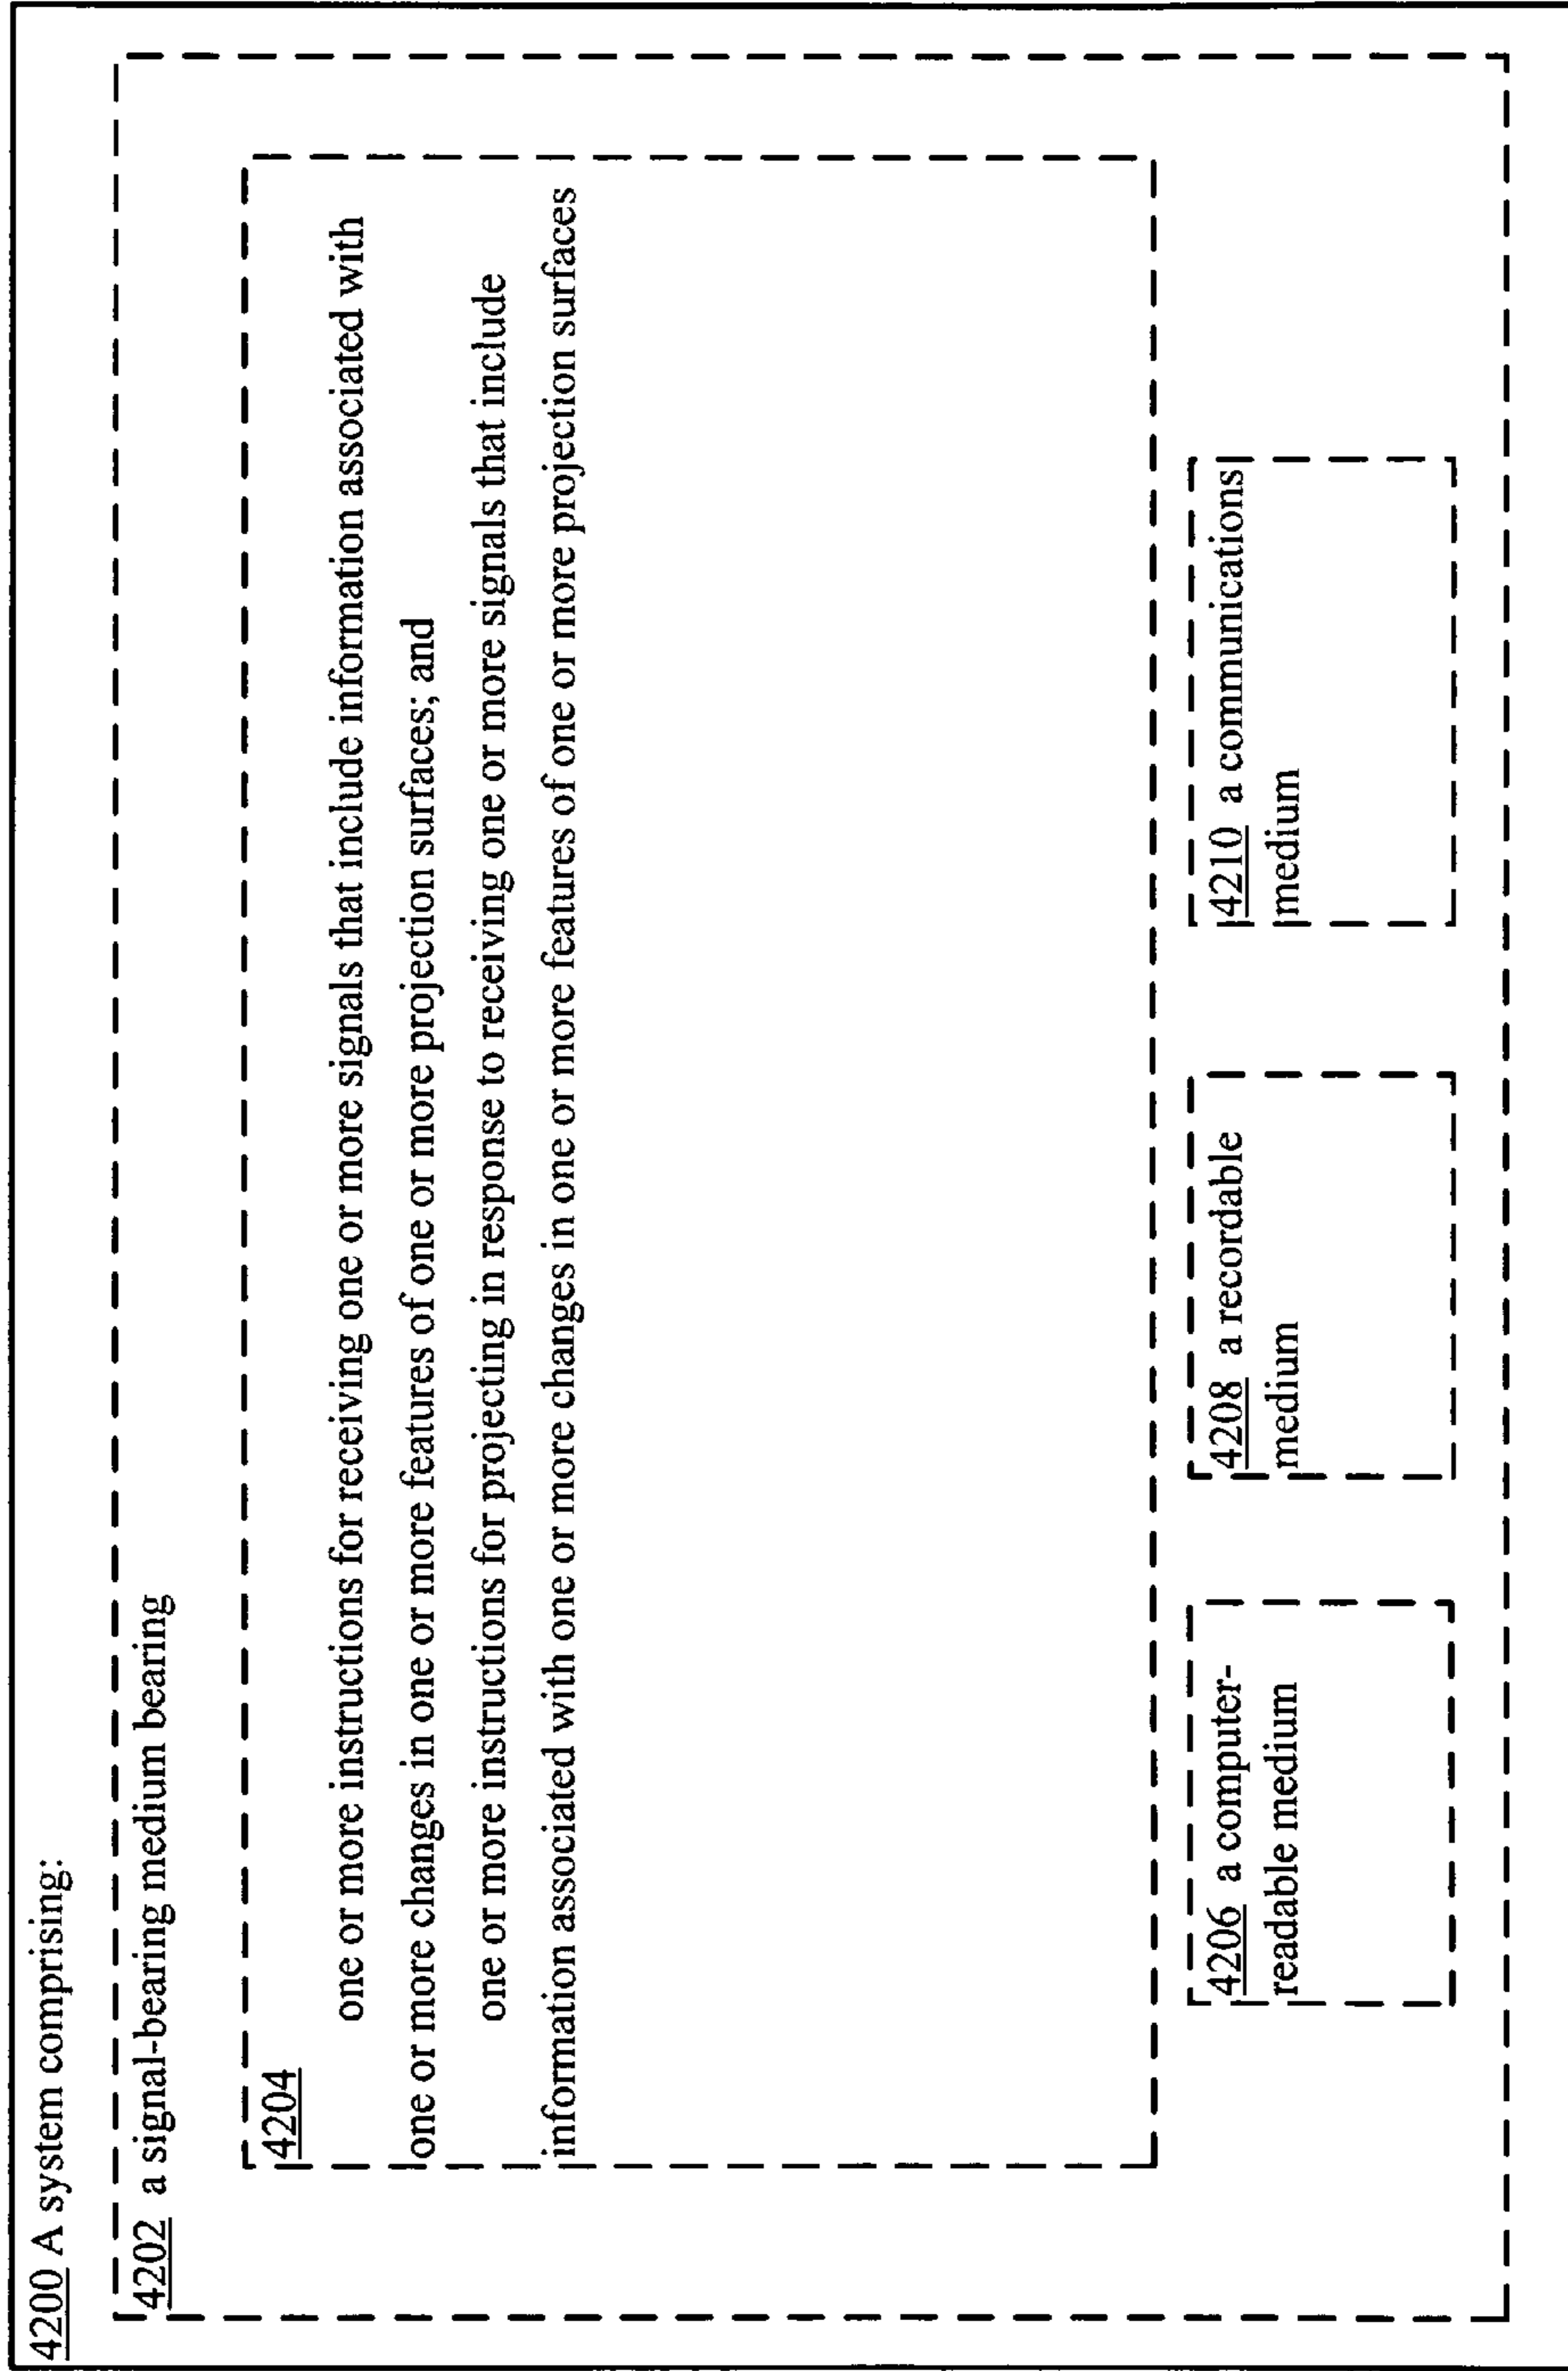 4200 A system comprising:
4202 a signal-bearing medium bearing
4204
one or more instructions for receiving one or more signals that include information associated with
one or more changes in one or more features of one or more projection surfaces; and
one or more instructions for projecting in response to receiving one or more signals that include
information associated with one or more changes in one or more features of one or more projection surfaces
4206 a computer-
readable medium
4208 a recordable
medium
4210 a communications
medium